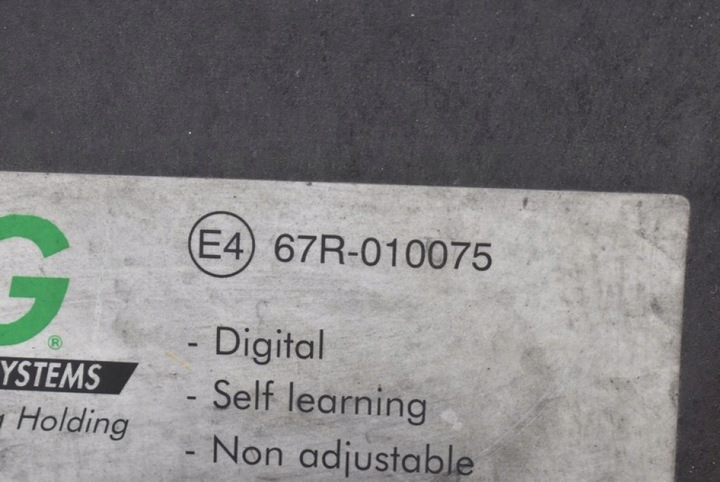 G®
E4 67R-010075
- Digital
YSTEMS
- Self learning
Holding
- Non adjustable